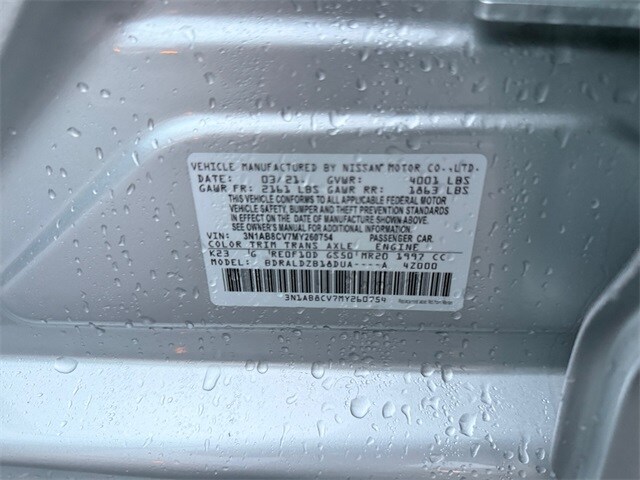 VEHICLE MANUFACTURED BY NISSAN MOTOR CO.,LTD.
DATE: 03/21. GVWR: 4001 LBS
GAWR FR: 2161 LBS GAWR RR: 1863 LBS
THIS VEHICLE CONFORMS TO ALL APPLICABLE FEDERAL MOTOR
VEHICLE SAFETY, BUMPER AND THEFT PREVENTION STANDARDS
IN EFFECT ON THE DATE OF MANUFACTURE SHOWN ABOVE.
SEE OWNER'S MANUAL FOR ADDITIONAL INFORMATION
VIN: 3N1AB8CV7MY260754 PASSENGER CAR.
COLOR TRIM TRANS AXLE ENGINE
K23 G RE0F10D GS50 MR20 1997 CC
BDRALDZB18DUA----A 4Z000
3N1AB8CV7MY260754